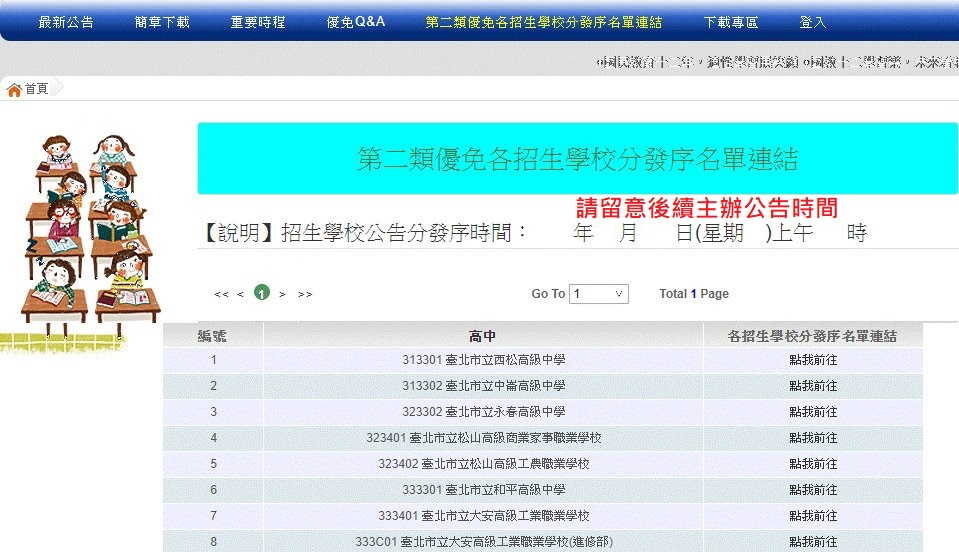 最新公告 簡章下載 重要時程 優免Q&A 第二類優免各招生學校分發序名單連結 下載專區 登入
首頁
第二類優免各招生學校分發序名單連結
請留意後續主辦公告時間
【說明】招生學校公告分發序時間： 年 月 日(星期 )上午 時
<< < 1 > >> Go To 1 Total 1 Page
編號 高中 各招生學校分發序名單連結
1 313301 臺北市立西松高級中學 點我前往
2 313302 臺北市立中崙高級中學 點我前往
3 323302 臺北市立永春高級中學 點我前往
4 323401 臺北市立松山高級商業家事職業學校 點我前往
5 323402 臺北市立松山高級工農職業學校 點我前往
6 333301 臺北市立和平高級中學 點我前往
7 333401 臺北市立大安高級工業職業學校 點我前往
8 333C01 臺北市立大安高級工業職業學校(進修部) 點我前往